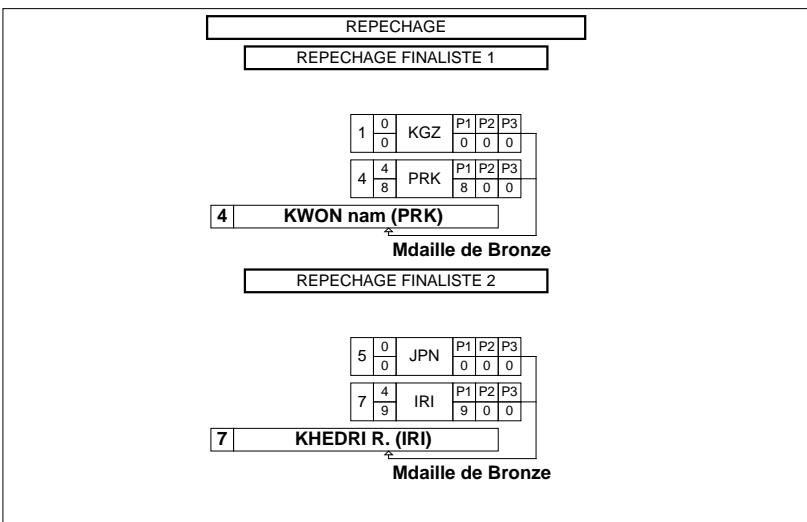 REPECHAGE
REPECHAGE FINALISTE 1
1 0 KGZ P1 P2 P3
0 0 0 0
4 4 PRK P1 P2 P3
8 8 0 0
4 KWON nam (PRK)
Mdaille de Bronze
REPECHAGE FINALISTE 2
5 0 JPN P1 P2 P3
0 0 0 0
7 4 IRI P1 P2 P3
9 9 0 0
7 KHEDRI R. (IRI)
Mdaille de Bronze